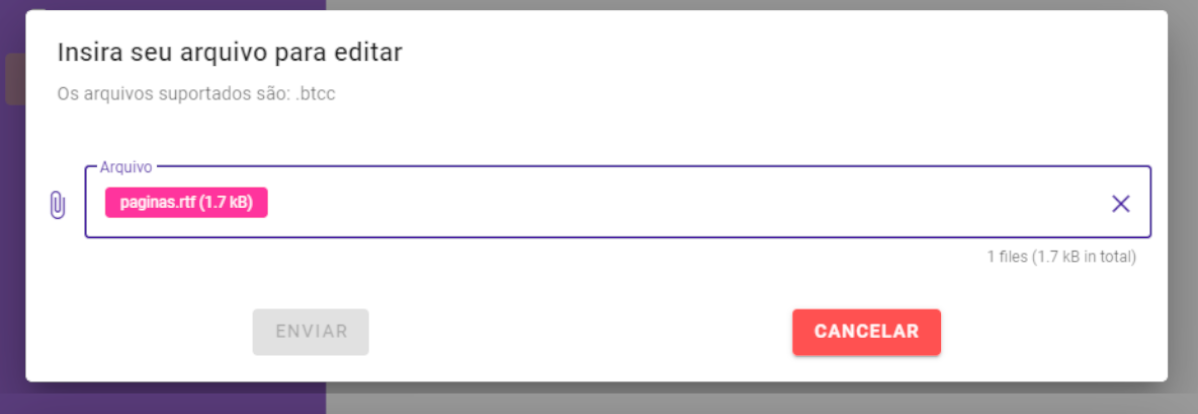 Insira seu arquivo para editar
Os arquivos suportados são: .btcc
Arquivo
paginas.rtf (1.7 kB)
1 files (1.7 kB in total)
ENVIAR
CANCELAR